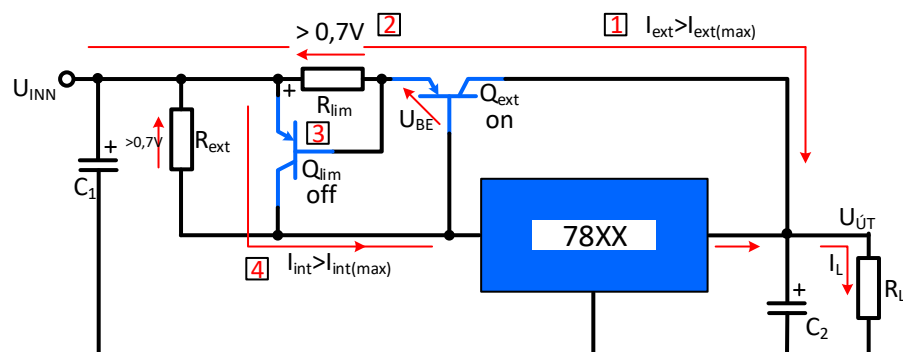 > 0,7V
2
1
Iext>Iext(max)
UINN
+
Rlim
Qext
on
UBE
>0,7V
Rext
3
Qlim
off
+
C1
78XX
UÚT
4
Iint>Iint(max)
IL
RL
+
C2